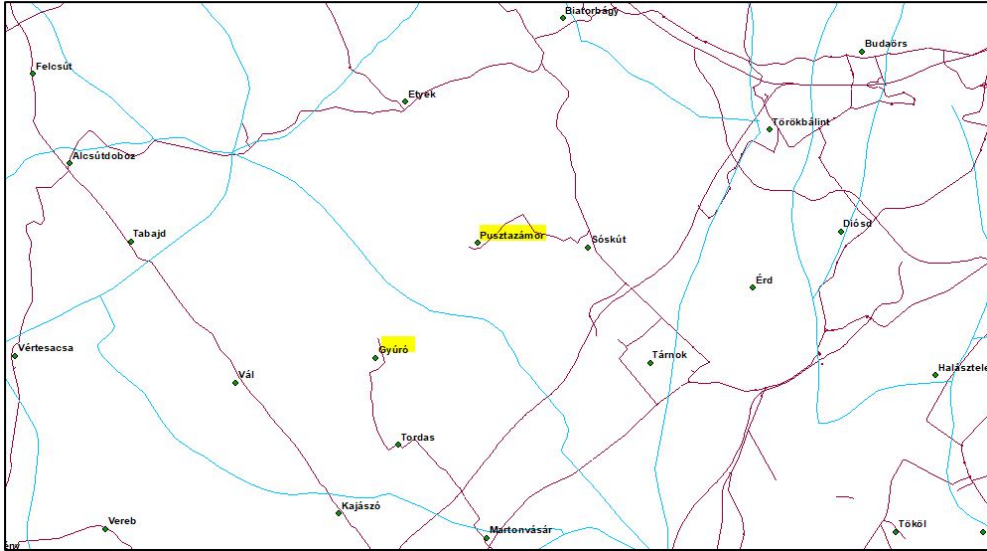 Biatorbágy
Budaörs
Felcsút
Etyek
Törökbálint
Alcsútdoboz
Tabajd
Pusztazámor
Sóskút
Diósd
Érd
Vértesacsa
Gyúró
Tárnok
Vál
Halásztele
Tordas
Kajászó
Vereb
Martonvásár
Tököl